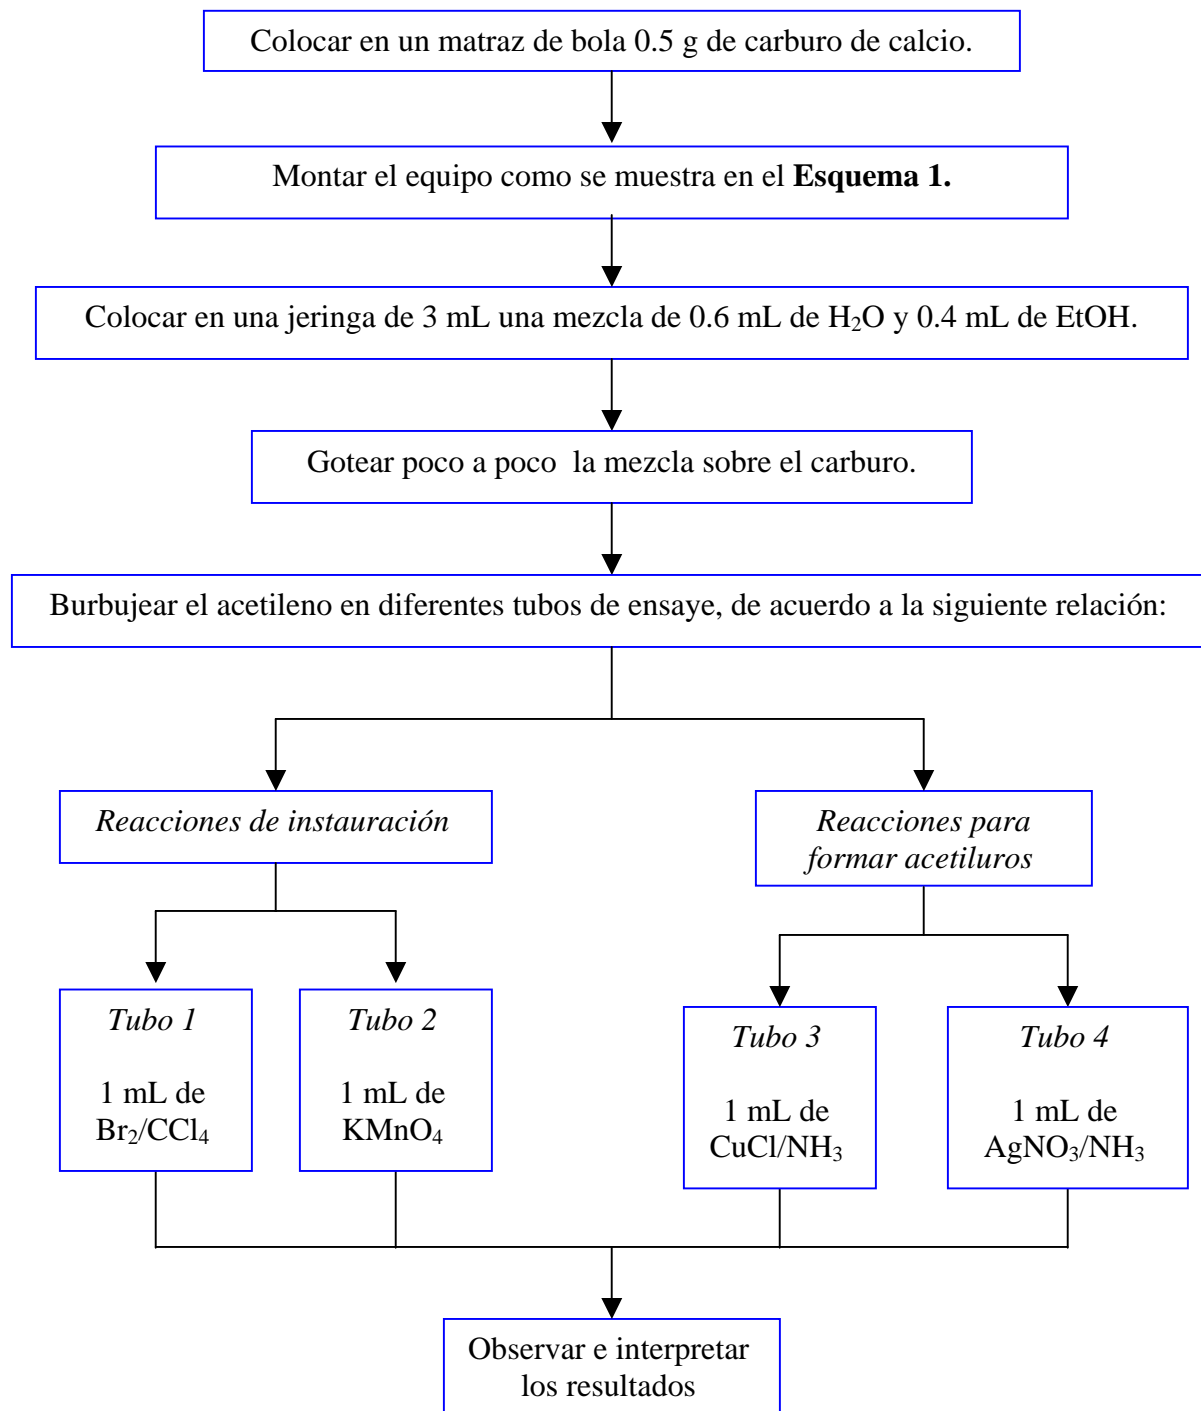 Colocar en un matraz de bola 0.5 g de carburo de calcio.
Montar el equipo como se muestra en el Esquema 1.
Colocar en una jeringa de 3 mL una mezcla de 0.6 mL de H₂O y 0.4 mL de EtOH.
Gotear poco a poco  la mezcla sobre el carburo.
Burbujear el acetileno en diferentes tubos de ensaye, de acuerdo a la siguiente relación:
Reacciones de instauración
Reacciones para
formar acetiluros
Tubo 1
1 mL de
Br₂/CCl₄
Tubo 2
1 mL de
KMnO₄
Tubo 3
1 mL de
CuCl/NH₃
Tubo 4
1 mL de
AgNO₃/NH₃
Observar e interpretar
los resultados